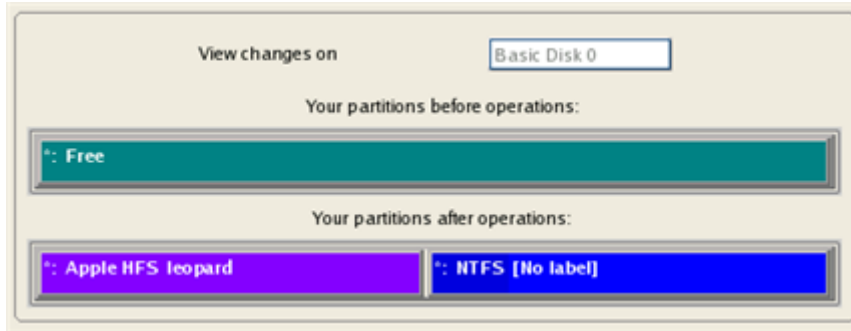 View changes on Basic Disk 0
Your partitions before operations:
*: Free
Your partitions after operations:
*: Apple HFS leopard *: NTFS [No label]